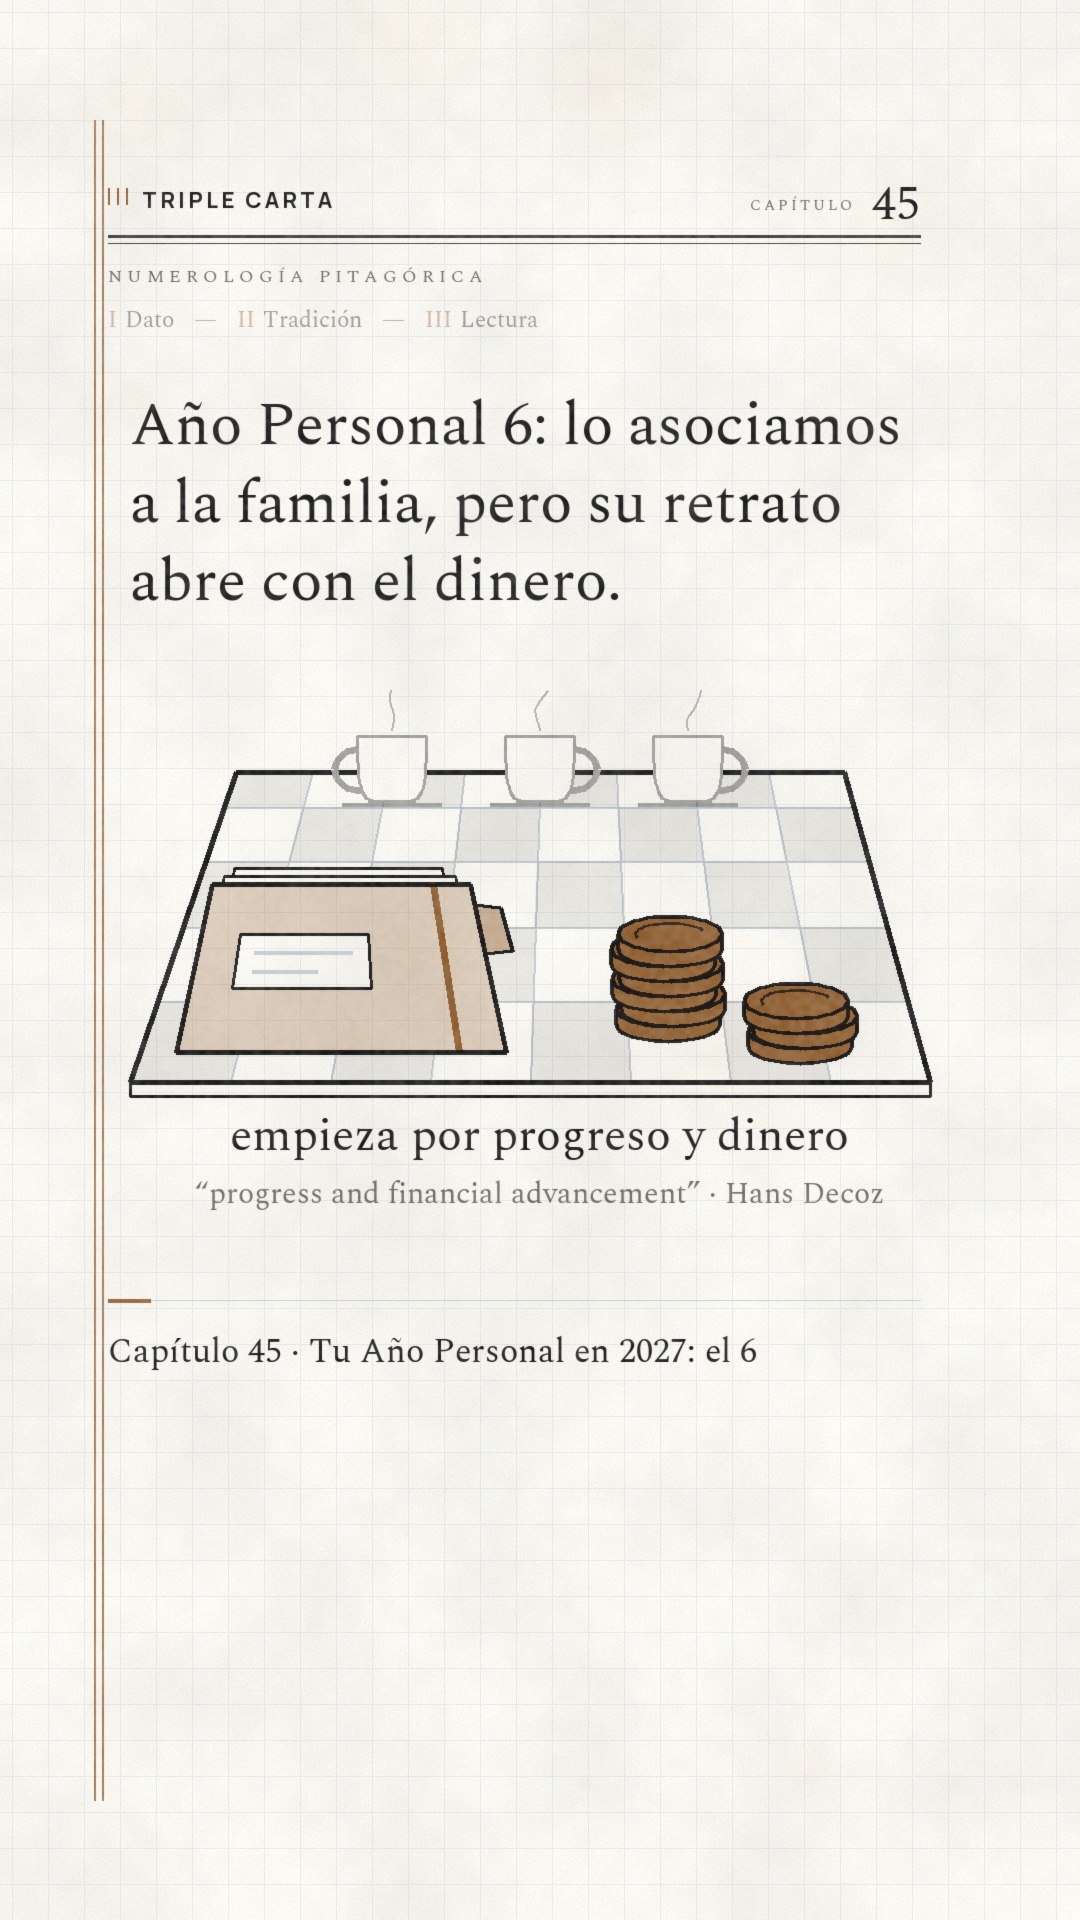 TRIPLE CARTA
CAPÍTULO 45
NUMEROLOGÍA PITAGÓRICA
I Dato — II Tradición — III Lectura
Año Personal 6: lo asociamos
a la familia, pero su retrato
abre con el dinero.
empieza por progreso y dinero
“progress and financial advancement” · Hans Decoz
Capítulo 45 · Tu Año Personal en 2027: el 6